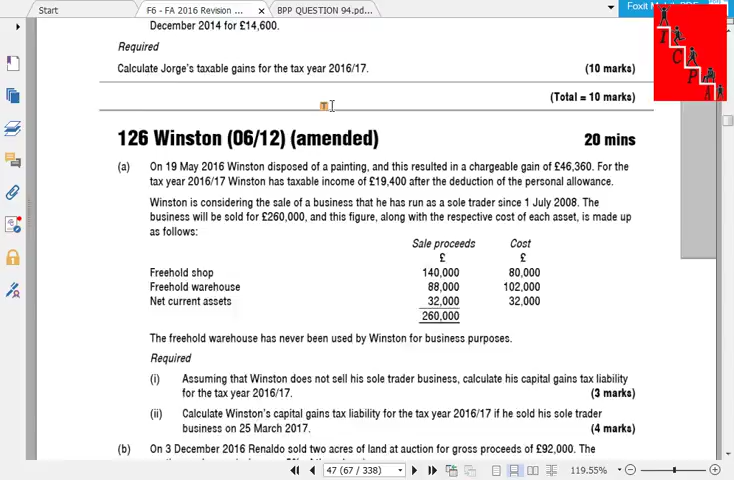 Start
F6 - FA 2016 Revision ...
BPP QUESTION 94.pd...
December 2014 for £14,600.
Required
Calculate Jorge's taxable gains for the tax year 2016/17. (10 marks)
(Total = 10 marks)
126 Winston (06/12) (amended) 20 mins
(a) On 19 May 2016 Winston disposed of a painting, and this resulted in a chargeable gain of £46,360. For the
tax year 2016/17 Winston has taxable income of £19,400 after the deduction of the personal allowance.
Winston is considering the sale of a business that he has run as a sole trader since 1 July 2008. The
business will be sold for £260,000, and this figure, along with the respective cost of each asset, is made up
as follows:
Sale proceeds Cost
£ £
Freehold shop 140,000 80,000
Freehold warehouse 88,000 102,000
Net current assets 32,000 32,000
260,000
The freehold warehouse has never been used by Winston for business purposes.
Required
(i) Assuming that Winston does not sell his sole trader business, calculate his capital gains tax liability
for the tax year 2016/17. (3 marks)
(ii) Calculate Winston's capital gains tax liability for the tax year 2016/17 if he sold his sole trader
business on 25 March 2017. (4 marks)
(b) On 3 December 2016 Renaldo sold two acres of land at auction for gross proceeds of £92,000. The
47 (67 / 338)
119.55%
I
C
P
A